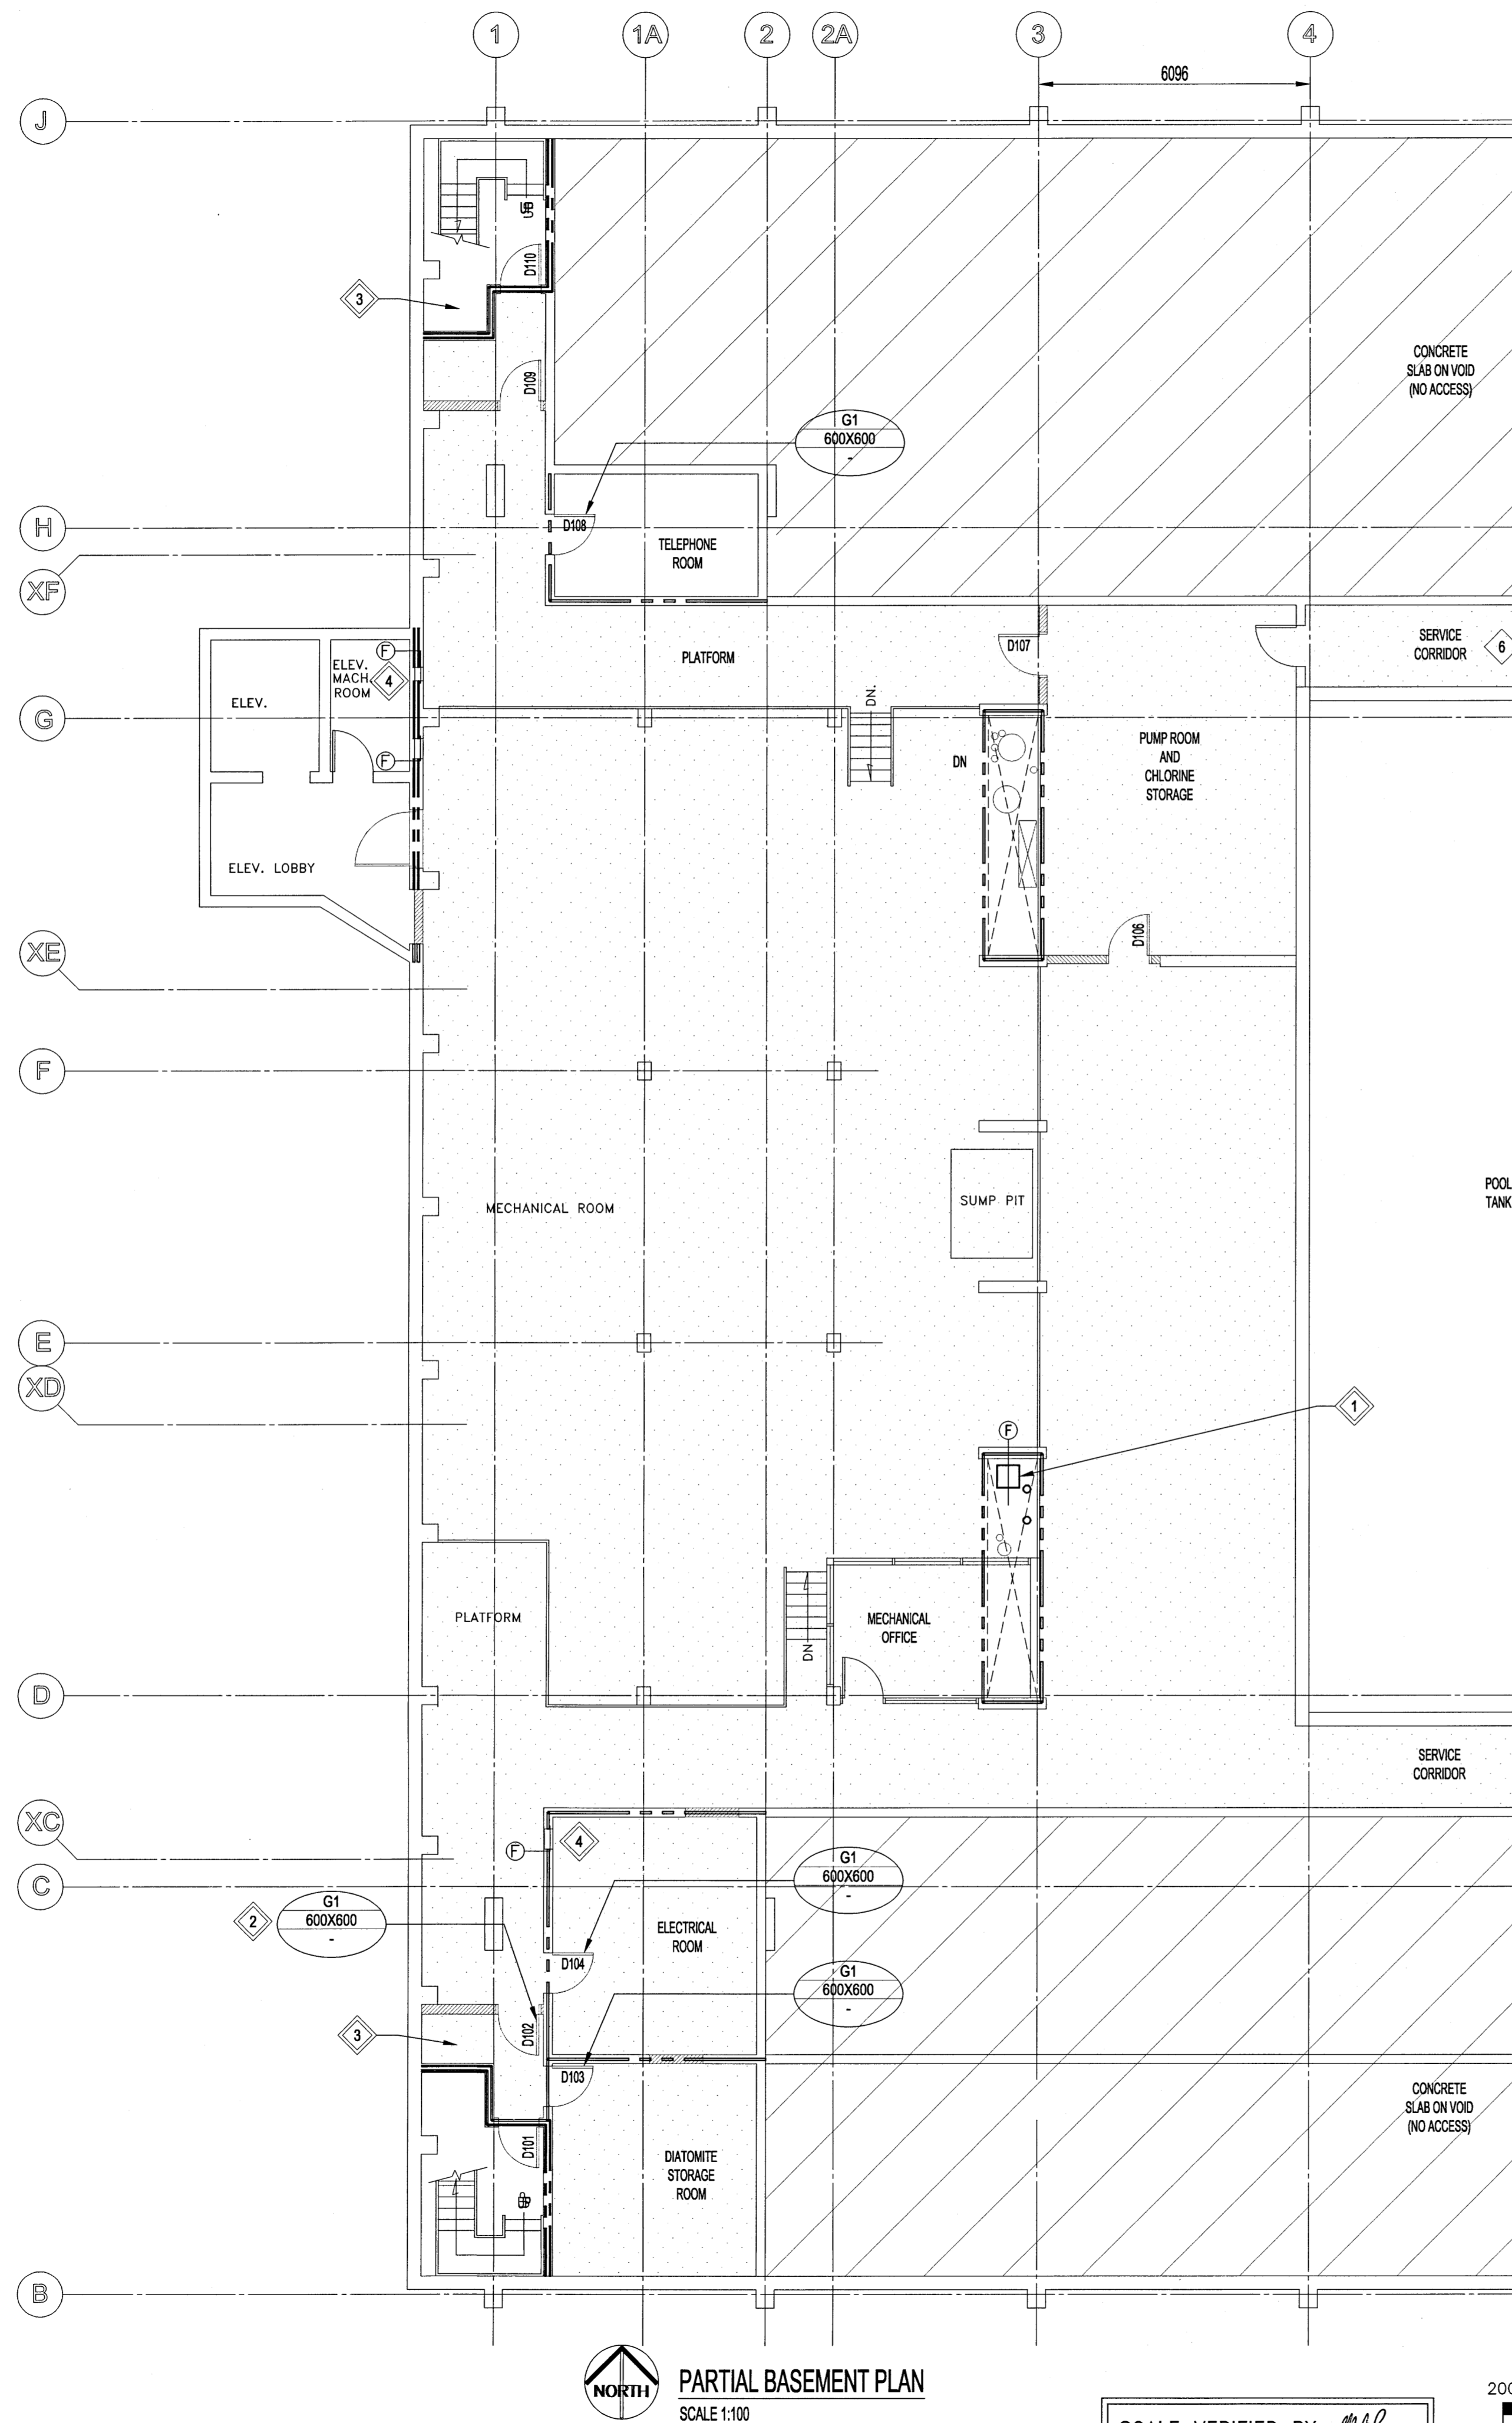 1
1A
2
2A
3
4
6096
J
UP
D110
3
D109
CONCRETE
SLAB ON VOID
(NO ACCESS)
G1
600X600
-
H
D108
TELEPHONE
ROOM
XF
F
ELEV.
MACH.
ROOM
4
ELEV.
PLATFORM
D107
SERVICE
CORRIDOR
6
G
DN.
DN
PUMP ROOM
AND
CHLORINE
STORAGE
F
ELEV. LOBBY
D106
XE
F
MECHANICAL ROOM
SUMP PIT
POOL
TANK
E
XD
1
F
PLATFORM
DN
MECHANICAL
OFFICE
D
SERVICE
CORRIDOR
XC
F
4
G1
600X600
-
C
2
G1
600X600
-
ELECTRICAL
ROOM
D104
G1
600X600
-
3
D102
D103
CONCRETE
SLAB ON VOID
(NO ACCESS)
D101
DIATOMITE
STORAGE
ROOM
B
NORTH
PARTIAL BASEMENT PLAN
SCALE 1:100
SCALE VERIFIED BY